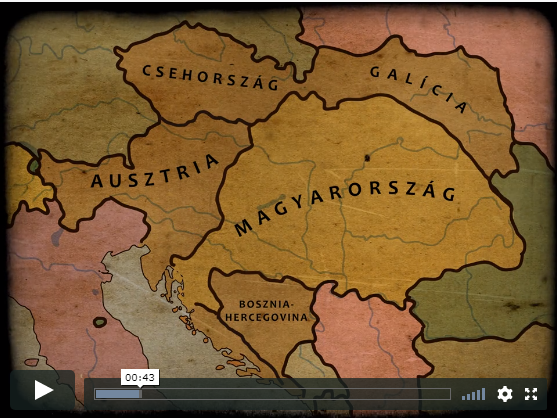 CSEHORSZÁG
GALÍCIA
AUSZTRIA
MAGYARORSZÁG
BOSZNIA-
HERCEGOVINA
00:43